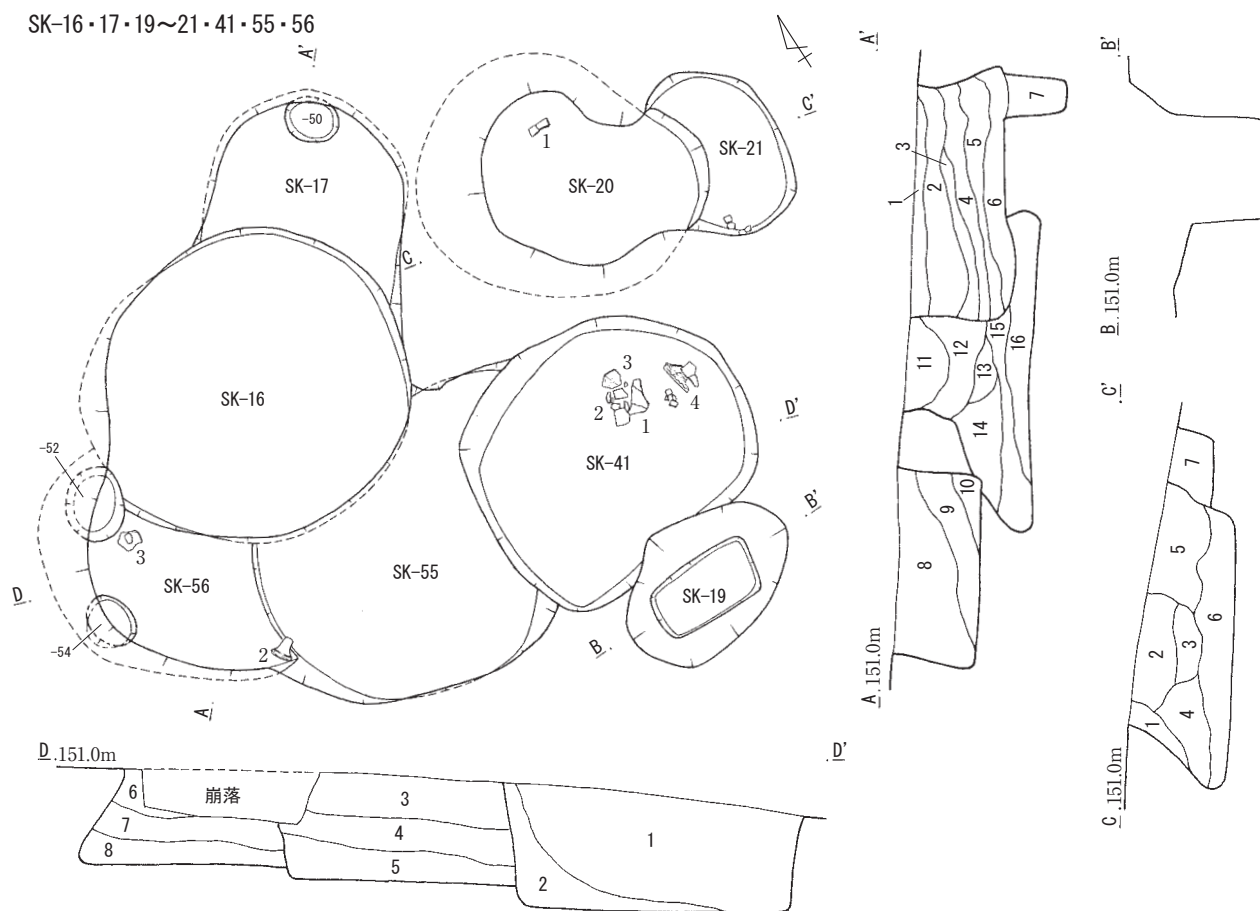 SK-16・17・19～21・41・55・56
A'
-50
SK-17
1
SK-20
SK-21
C'
C
SK-16
3
2
1
4
SK-41
D'
B'
-52
3
SK-56
SK-55
SK-19
D
-54
2
B
A
D 151.0m
D'
6
崩落
3
7
4
1
8
5
2
A'
7
3
5
1
2
4
6
15
12
16
11
13
14
10
9
8
A 151.0m
B'
B 151.0m
C'
7
5
6
2
3
4
1
C 151.0m